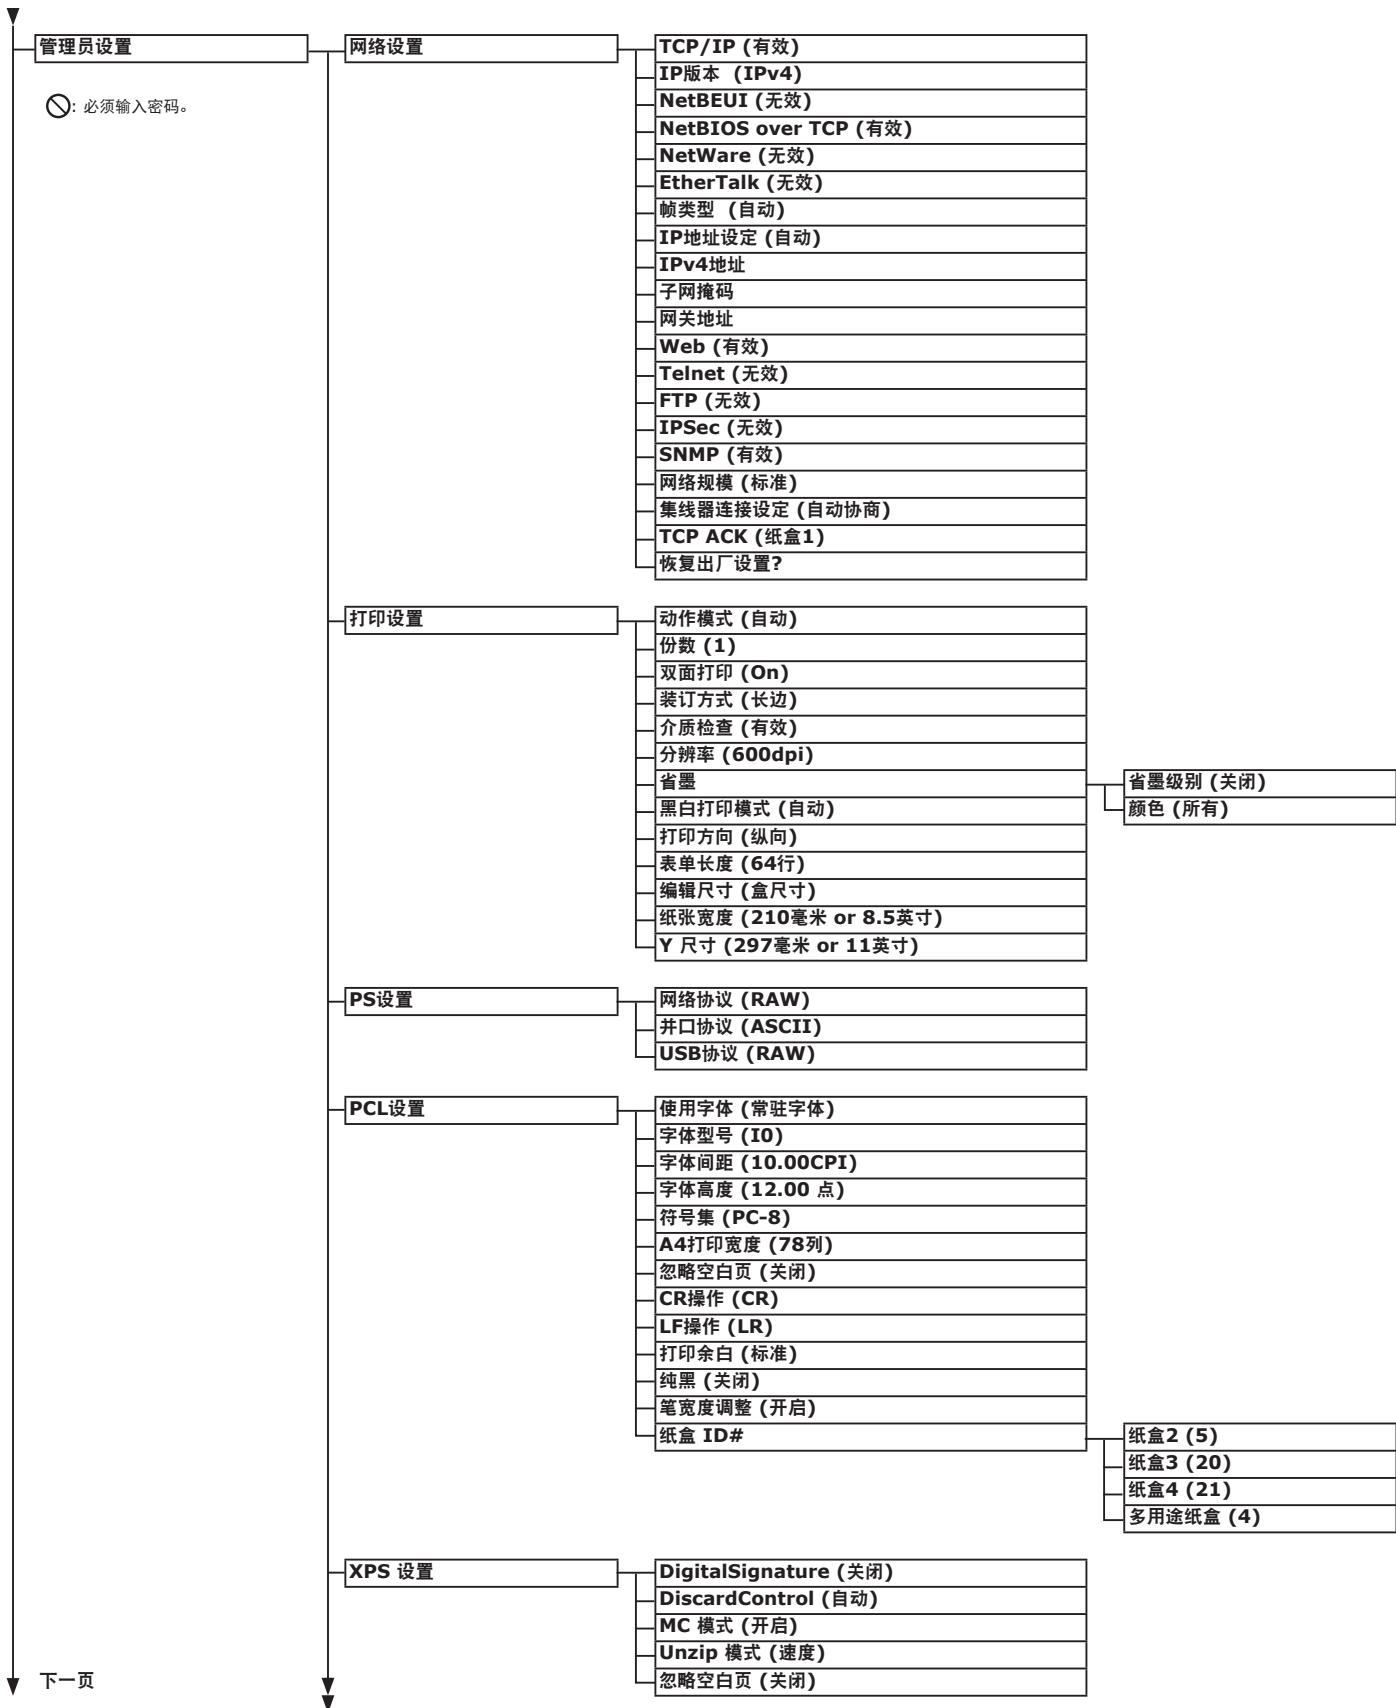 管理员设置
🚫: 必须输入密码。
网络设置
TCP/IP (有效)
IP版本 (IPv4)
NetBEUI (无效)
NetBIOS over TCP (有效)
NetWare (无效)
EtherTalk (无效)
帧类型 (自动)
IP地址设定 (自动)
IPv4地址
子网掩码
网关地址
Web (有效)
Telnet (无效)
FTP (无效)
IPSec (无效)
SNMP (有效)
网络规模 (标准)
集线器连接设定 (自动协商)
TCP ACK (纸盒1)
恢复出厂设置?
打印设置
动作模式 (自动)
份数 (1)
双面打印 (On)
装订方式 (长边)
介质检查 (有效)
分辨率 (600dpi)
省墨
省墨级别 (关闭)
颜色 (所有)
黑白打印模式 (自动)
打印方向 (纵向)
表单长度 (64行)
编辑尺寸 (盒尺寸)
纸张宽度 (210毫米 or 8.5英寸)
Y 尺寸 (297毫米 or 11英寸)
PS设置
网络协议 (RAW)
并口协议 (ASCII)
USB协议 (RAW)
PCL设置
使用字体 (常驻字体)
字体型号 (I0)
字体间距 (10.00CPI)
字体高度 (12.00 点)
符号集 (PC-8)
A4打印宽度 (78列)
忽略空白页 (关闭)
CR操作 (CR)
LF操作 (LR)
打印余白 (标准)
纯黑 (关闭)
笔宽度调整 (开启)
纸盒 ID#
纸盒2 (5)
纸盒3 (20)
纸盒4 (21)
多用途纸盒 (4)
XPS 设置
DigitalSignature (关闭)
DiscardControl (自动)
MC 模式 (开启)
Unzip 模式 (速度)
忽略空白页 (关闭)
下一页